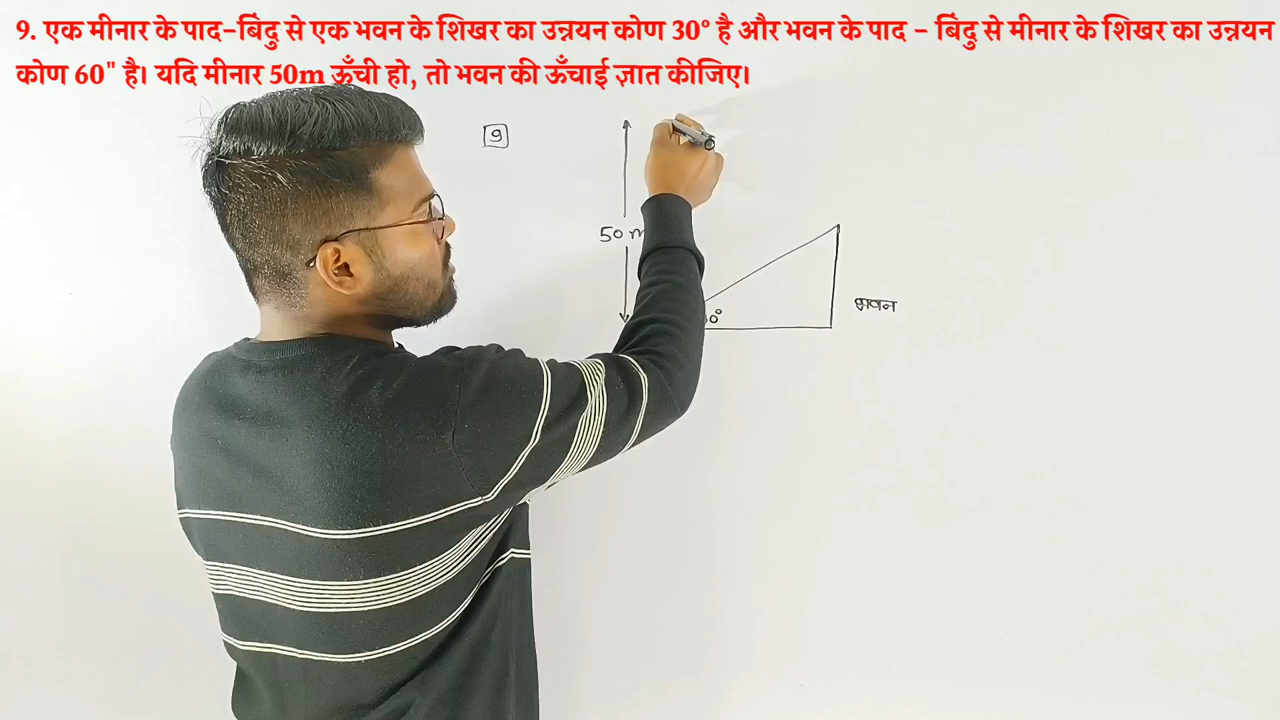 9. एक मीनार के पाद-बिंदु से एक भवन के शिखर का उन्नयन कोण 30° है और भवन के पाद - बिंदु से मीनार के शिखर का उन्नयन
कोण 60" है। यदि मीनार 50m ऊँची हो, तो भवन की ऊँचाई ज्ञात कीजिए।
9
50 m
0°
भवन